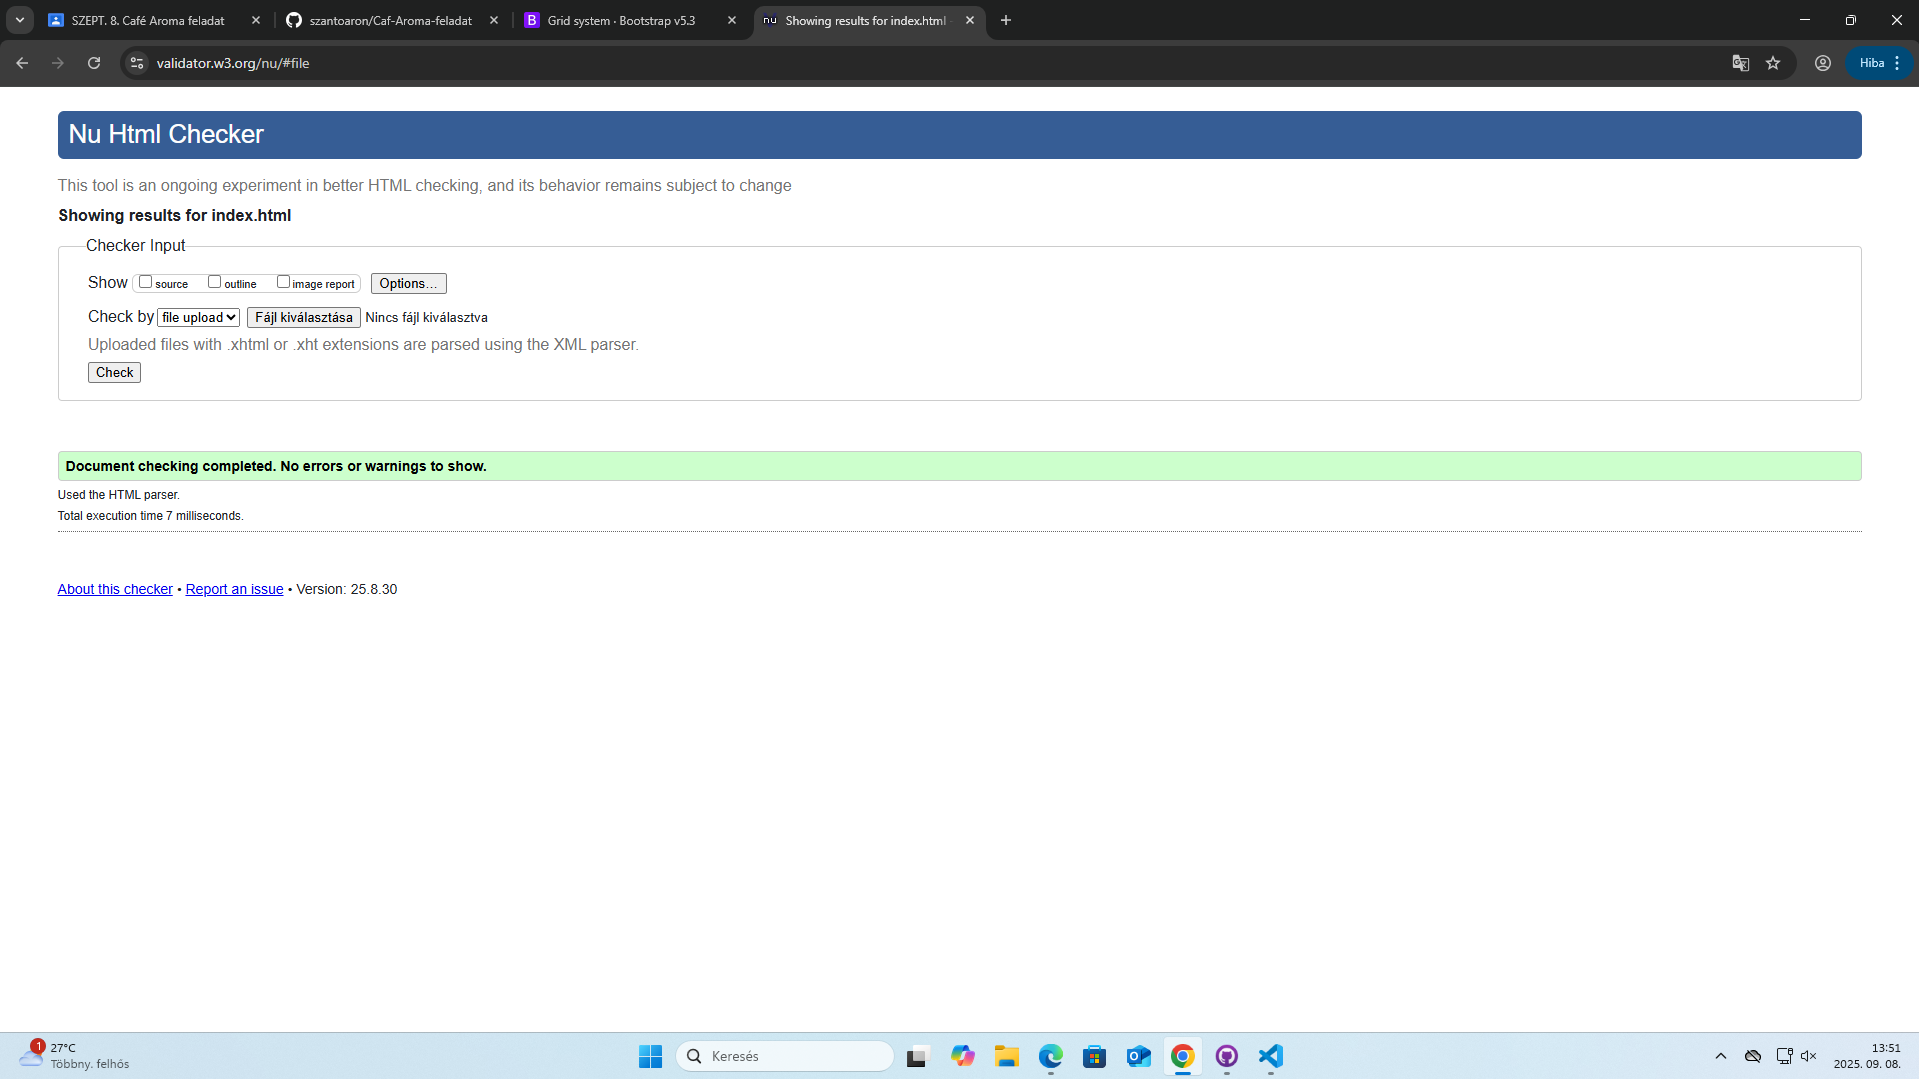 SZEPT. 8. Café Aroma feladat
szantoaron/Caf-Aroma-feladat
B Grid system · Bootstrap v5.3
nu Showing results for index.html
validator.w3.org/nu/#file
Hiba
Nu Html Checker
This tool is an ongoing experiment in better HTML checking, and its behavior remains subject to change
Showing results for index.html
Checker Input
Show source outline image report Options...
Check by file upload Fájl kiválasztása Nincs fájl kiválasztva
Uploaded files with .xhtml or .xht extensions are parsed using the XML parser.
Check
Document checking completed. No errors or warnings to show.
Used the HTML parser.
Total execution time 7 milliseconds.
About this checker • Report an issue • Version: 25.8.30
1
27°C
Többny. felhős
Keresés
13:51
2025. 09. 08.